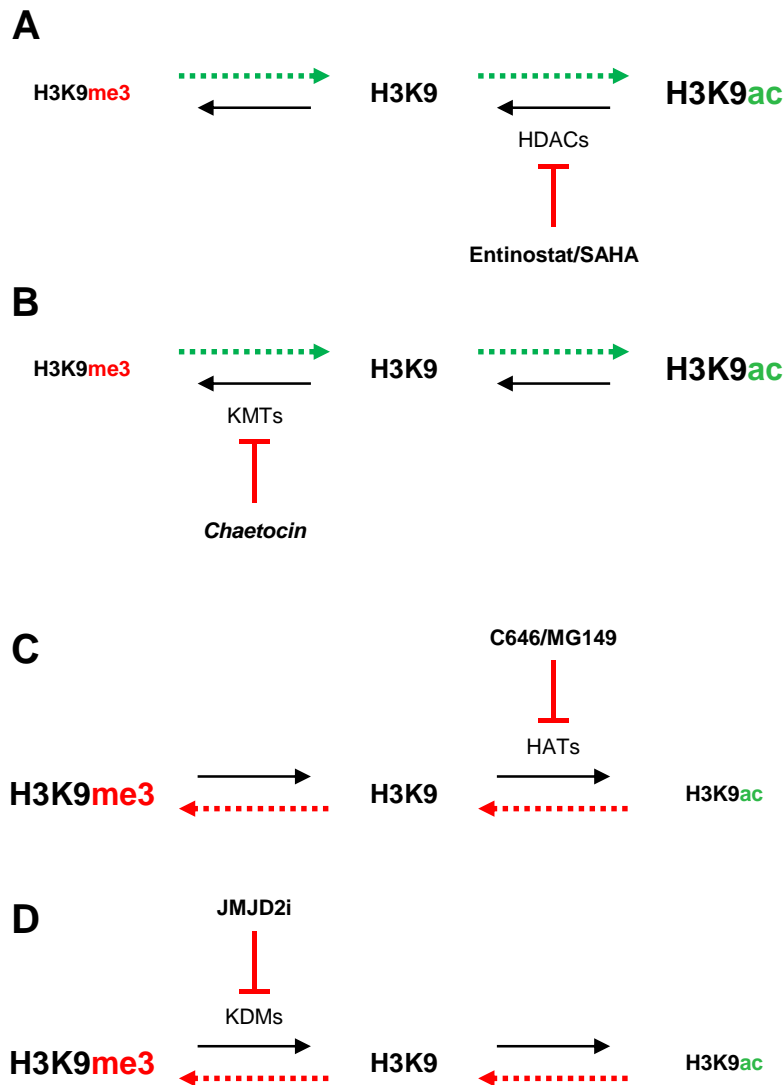 A
H3K9me3 H3K9 H3K9ac
HDACs
Entinostat/SAHA
B
H3K9me3 H3K9 H3K9ac
KMTs
Chaetocin
C646/MG149
C
HATs
H3K9me3 H3K9 H3K9ac
JMJD2i
D
KDMs
H3K9me3 H3K9 H3K9ac